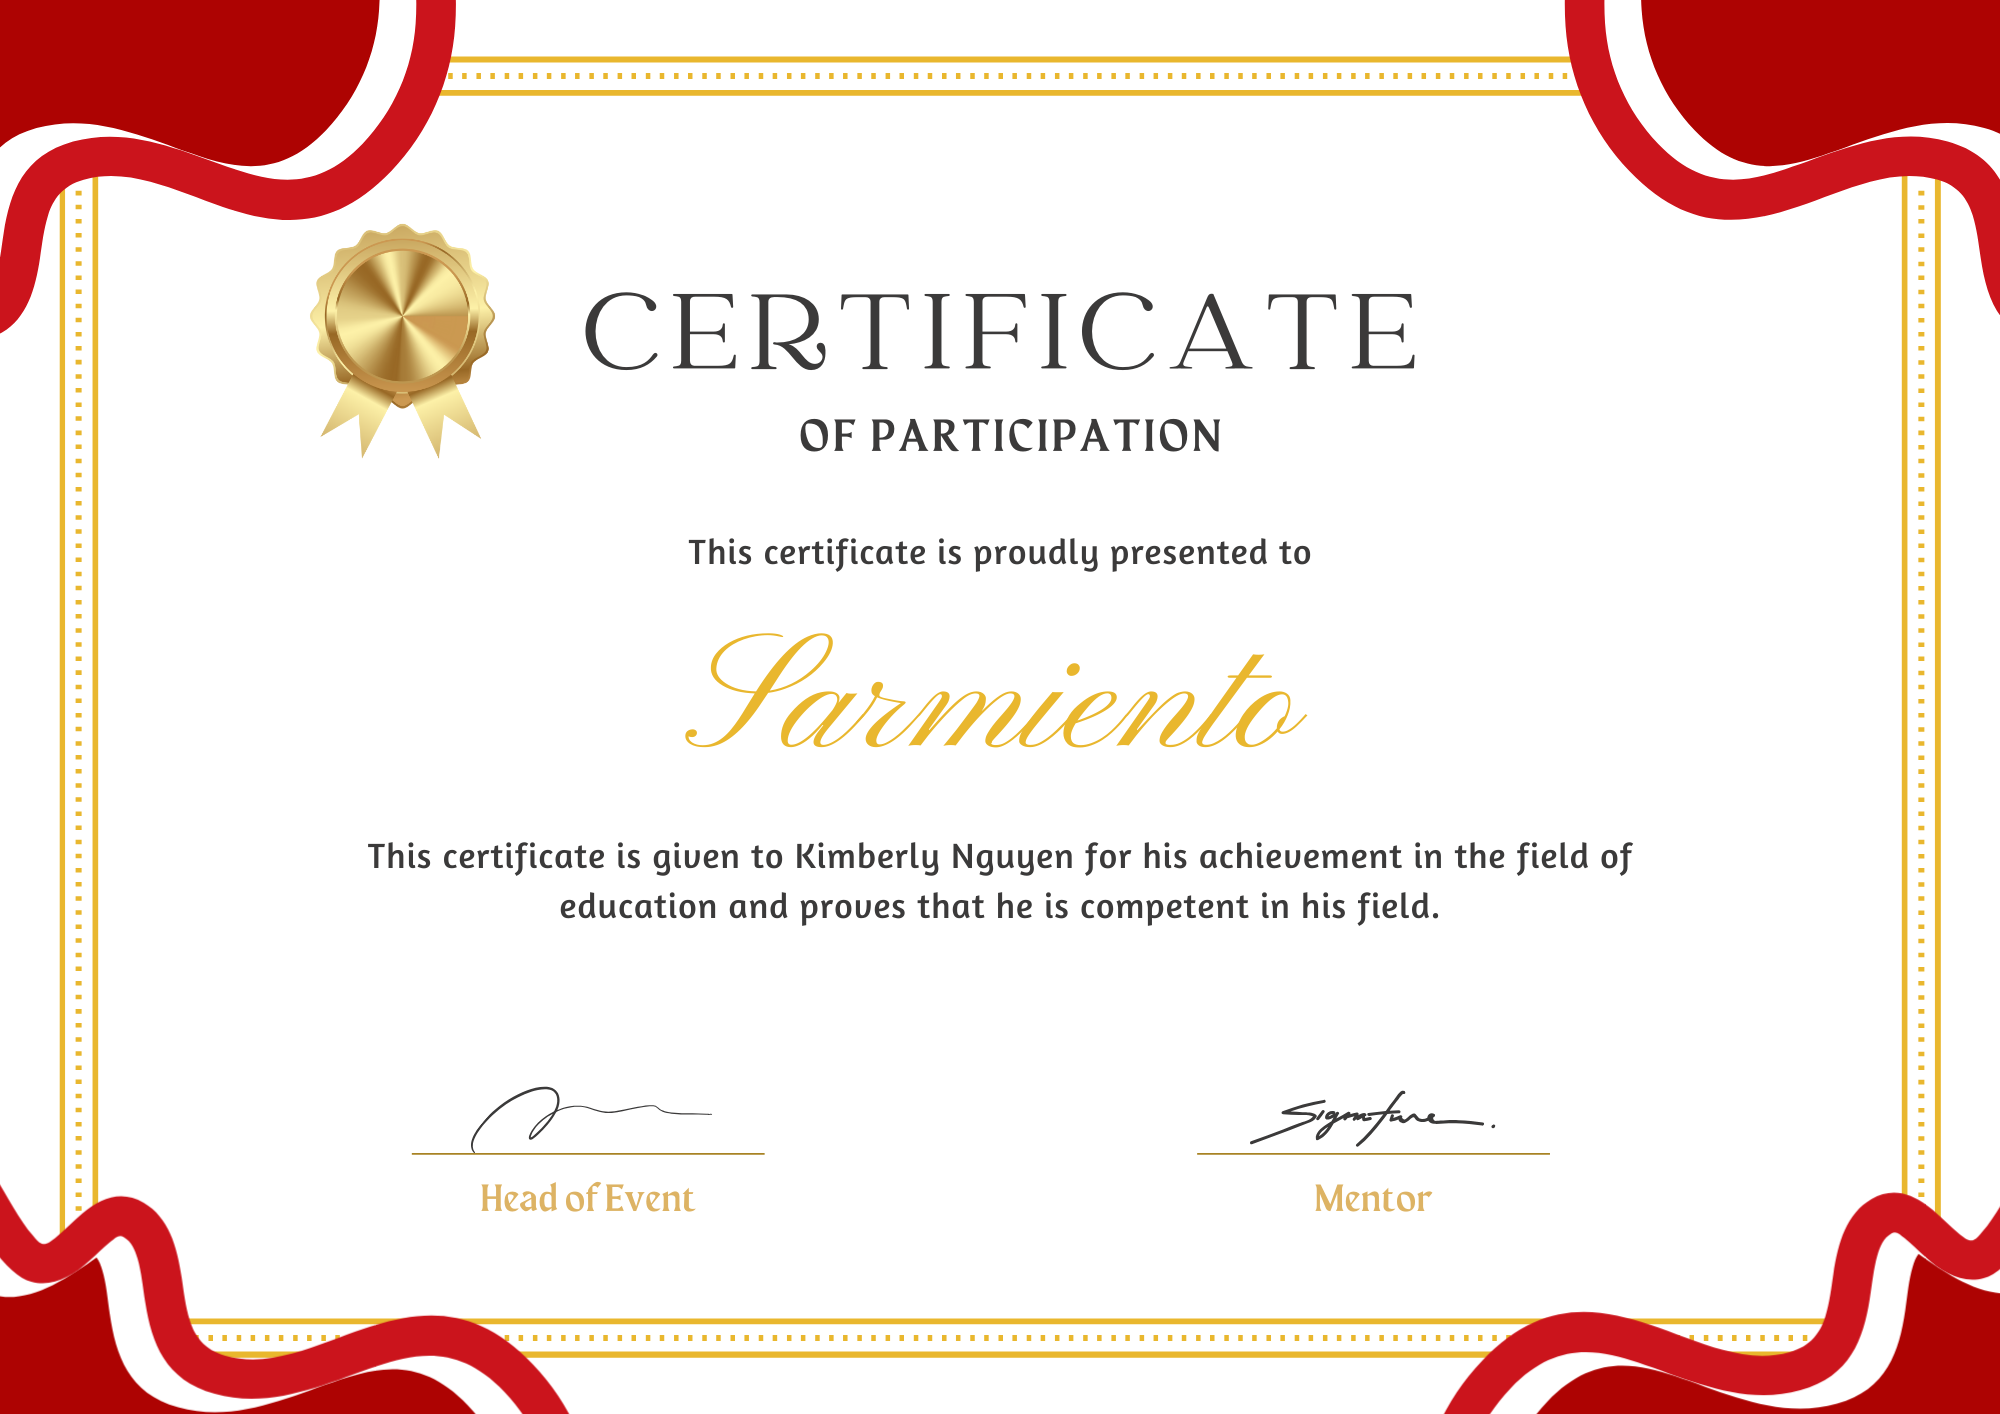 CERTIFICATE
OF PARTICIPATION
This certificate is proudly presented to
Sarmiento
This certificate is given to Kimberly Nguyen for his achievement in the field of
education and proves that he is competent in his field.
Signature
Head of Event
Mentor